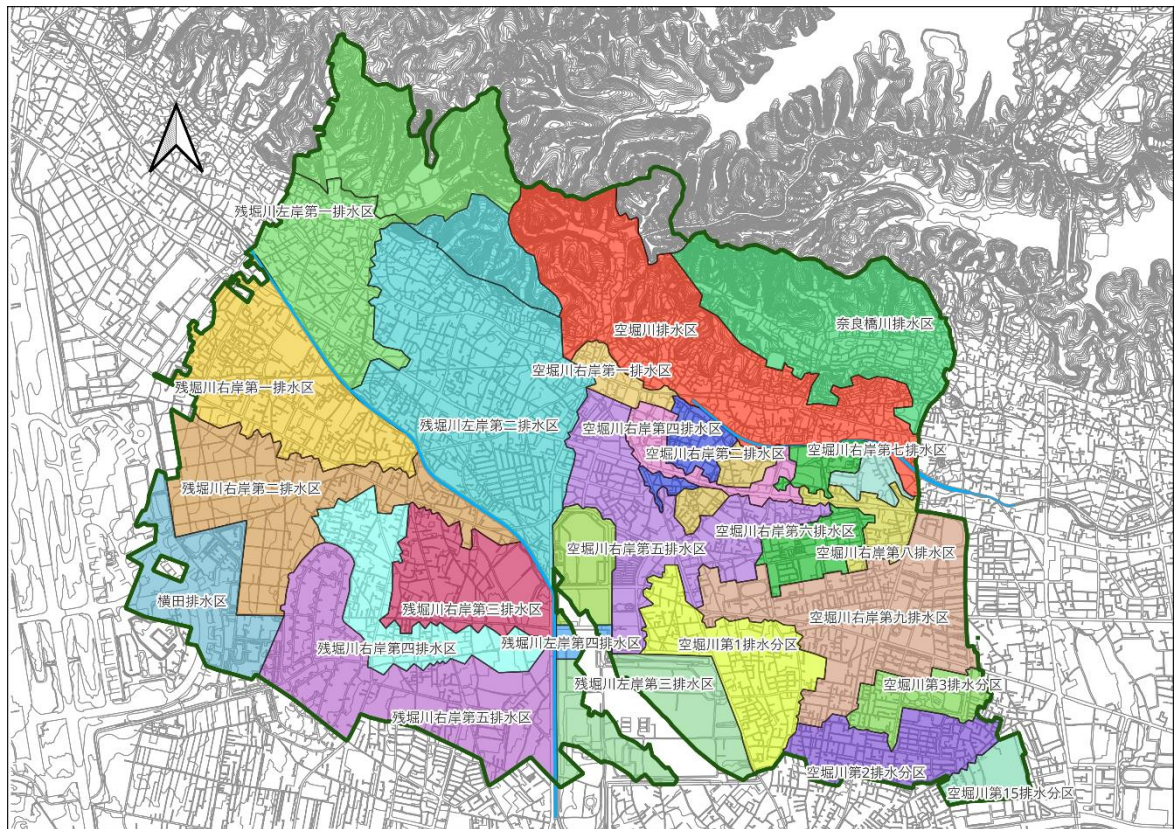 残堀川左岸第一排水区
奈良橋川排水区
空堀川排水区
空堀川右岸第一排水区
残堀川右岸第一排水区
残堀川左岸第二排水区
空堀川右岸第四排水区
空堀川右岸第二排水区
空堀川右岸第七排水区
残堀川右岸第二排水区
空堀川右岸第六排水区
空堀川右岸第五排水区
空堀川右岸第八排水区
横田排水区
残堀川右岸第三排水区
空堀川右岸第九排水区
残堀川右岸第四排水区
残堀川左岸第四排水区
空堀川第1排水分区
残堀川左岸第三排水区
空堀川第3排水分区
残堀川右岸第五排水区
空堀川第2排水分区
空堀川第15排水分区